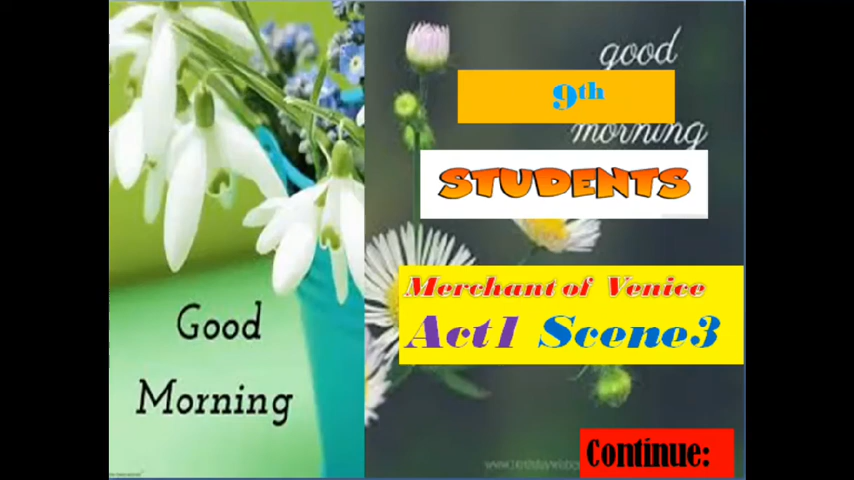 Good
Morning
good
9th
morning
STUDENTS
Merchant of Venice
Act1 Scene3
Continue: